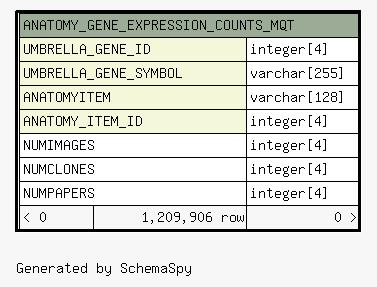 ANATOMY_GENE_EXPRESSION_COUNTS_MQT
UMBRELLA_GENE_ID integer[4]
UMBRELLA_GENE_SYMBOL varchar[255]
ANATOMYITEM varchar[128]
ANATOMY_ITEM_ID integer[4]
NUMIMAGES integer[4]
NUMCLONES integer[4]
NUMPAPERS integer[4]
< 0 1,209,906 row 0 >
Generated by SchemaSpy